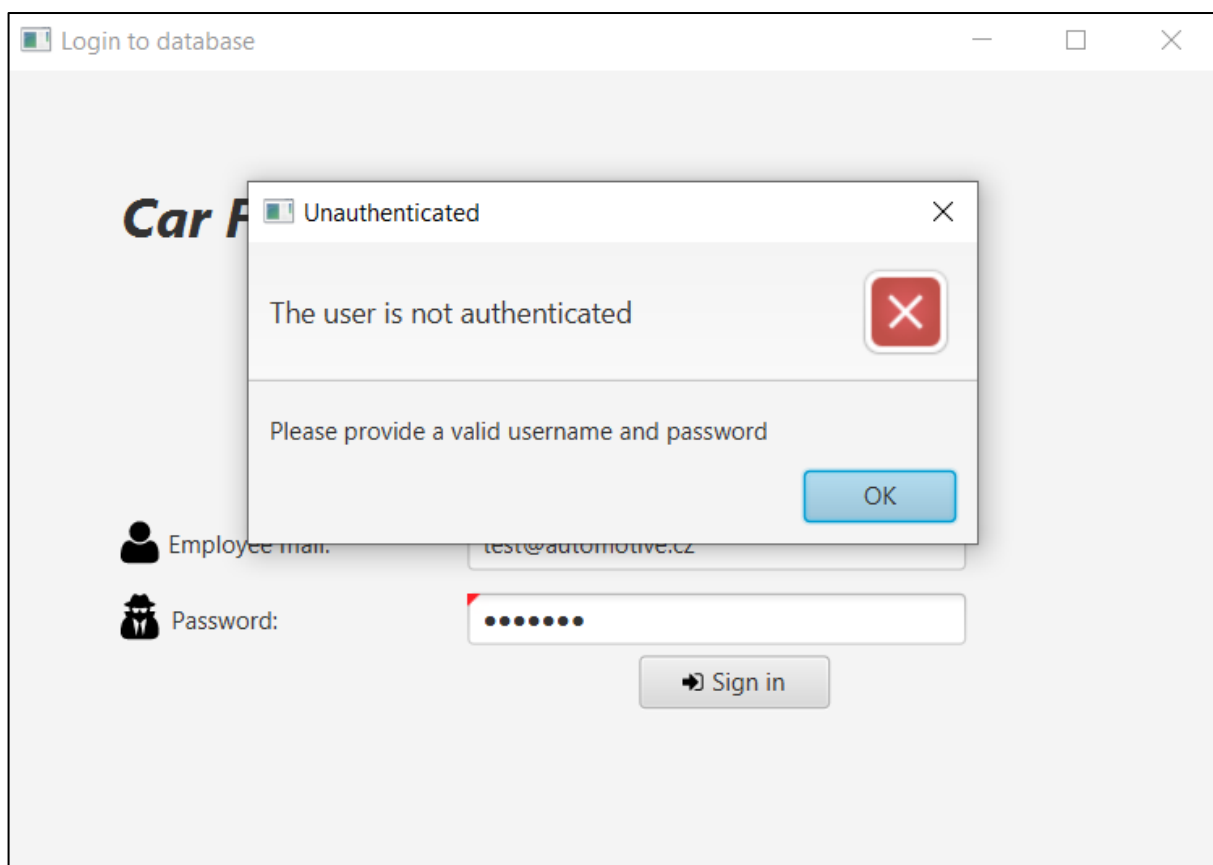 Login to database
Car
Unauthenticated
The user is not authenticated
Please provide a valid username and password
OK
Employee mail: test@automotive.cz
Password:
Sign in